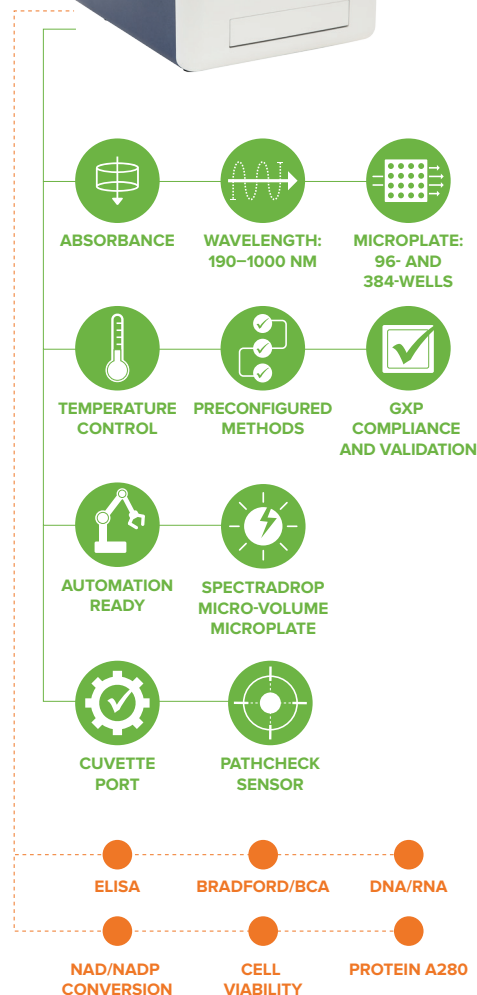 ABSORBANCE
WAVELENGTH:
190–1000 NM
MICROPLATE:
96- AND
384-WELLS
TEMPERATURE
CONTROL
PRECONFIGURED
METHODS
GXP
COMPLIANCE
AND VALIDATION
AUTOMATION
READY
SPECTRADROP
MICRO-VOLUME
MICROPLATE
CUVETTE
PORT
PATHCHECK
SENSOR
ELISA
BRADFORD/BCA
DNA/RNA
NAD/NADP
CONVERSION
CELL
VIABILITY
PROTEIN A280